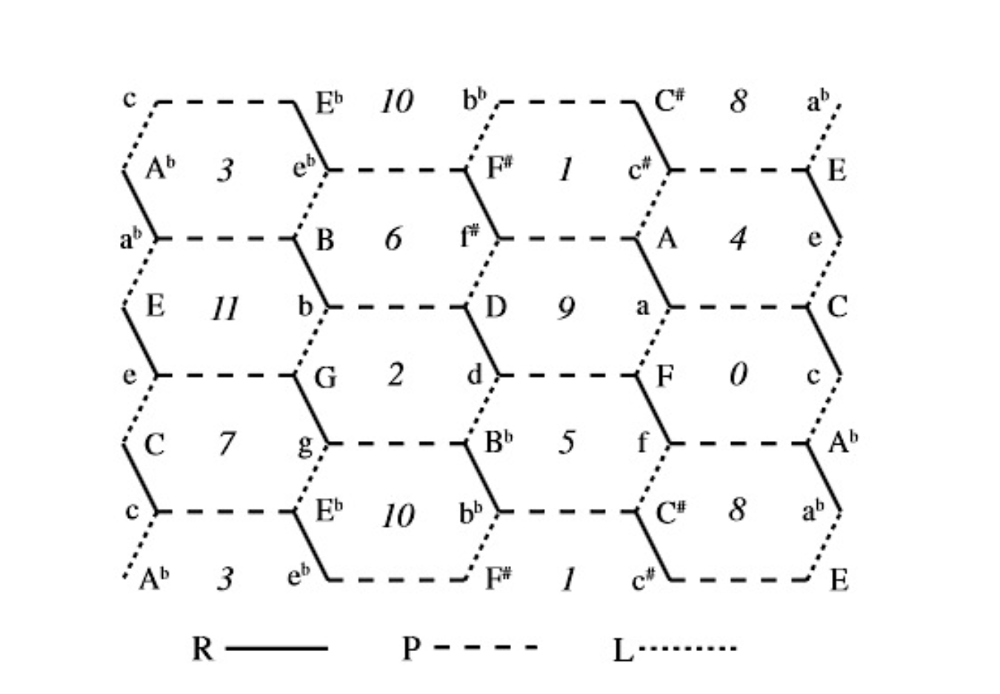 c E♭ 10 b♭ C# 8 a♭
A♭ 3 e♭ F# 1 c# E
a♭ B 6 f# A 4 e
E 11 b D 9 a C
e G 2 d F 0 c
C 7 g B♭ 5 f A♭
c E♭ 10 b♭ C# 8 a♭
A♭ 3 e♭ F# 1 c# E
R P L